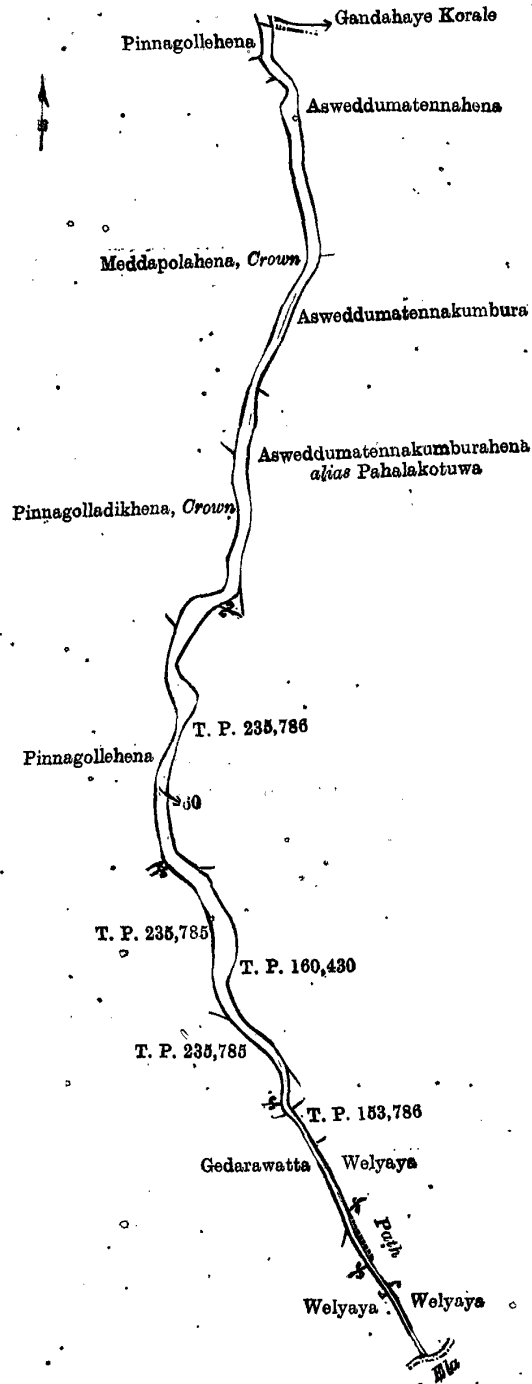 Gandahaye Korale
Pinnagollehena
Asweddumatennahena
Meddapolahena, Crown
Asweddumatennakumbura
Asweddumatennakumburahena
alias Pahalakotuwa
Pinnagolladikhena, Crown
T. P. 235,786
Pinnagollehena
60
T. P. 235,785
T. P. 160,430
T. P. 235,785
T. P. 153,786
Gedarawatta
Welyaya
Path
Welyaya
Welyaya
Ela